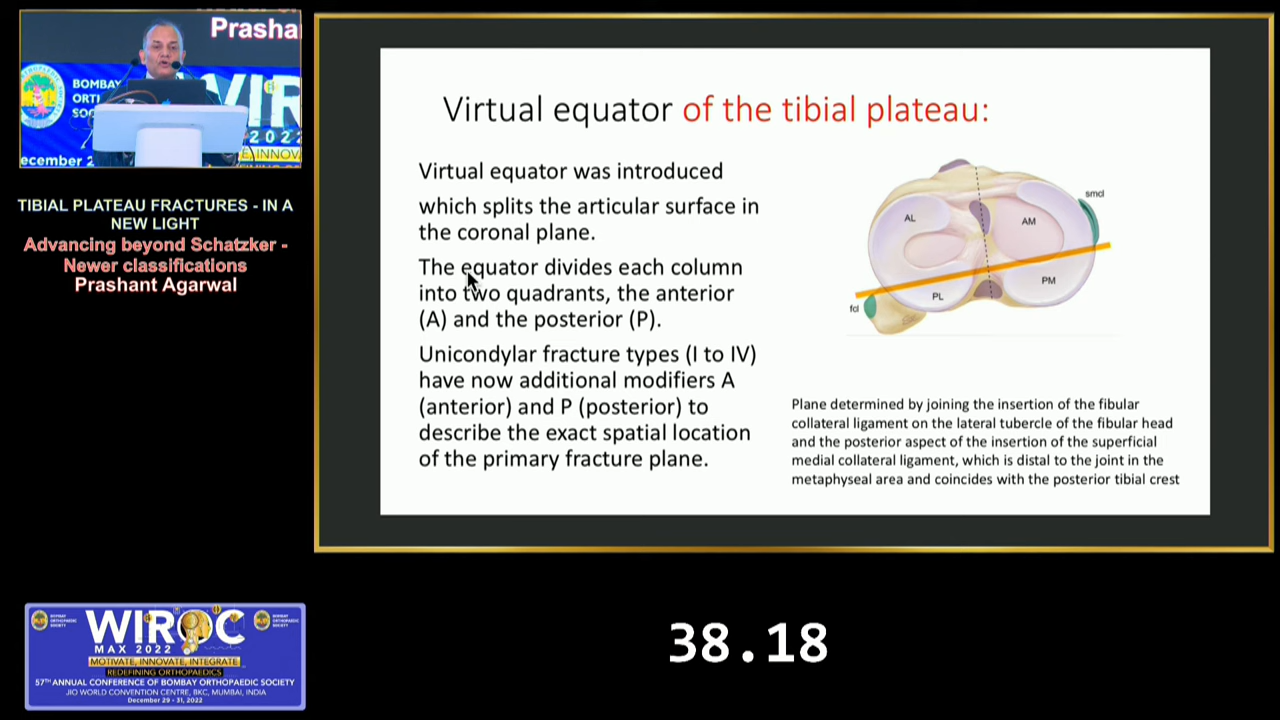 Prashan
BOMBAY
ORTI
SOC
WIR
2022
E, INNOV
ecember 2
TIBIAL PLATEAU FRACTURES - IN A
NEW LIGHT
Advancing beyond Schatzker -
Newer classifications
Prashant Agarwal
Virtual equator of the tibial plateau:
Virtual equator was introduced
which splits the articular surface in
the coronal plane.
The equator divides each column
into two quadrants, the anterior
(A) and the posterior (P).
Unicondylar fracture types (I to IV)
have now additional modifiers A
(anterior) and P (posterior) to
describe the exact spatial location
of the primary fracture plane.
smcl
AL
AM
PM
PL
fcl
Plane determined by joining the insertion of the fibular
collateral ligament on the lateral tubercle of the fibular head
and the posterior aspect of the insertion of the superficial
medial collateral ligament, which is distal to the joint in the
metaphyseal area and coincides with the posterior tibial crest
BOMBAY
ORTHOPAEDIC
SOCIETY
WIROC
MAX 2022
MOTIVATE, INNOVATE, INTEGRATE
REDEFINING ORTHOPAEDICS
57TH ANNUAL CONFERENCE OF BOMBAY ORTHOPAEDIC SOCIETY
JIO WORLD CONVENTION CENTRE, BKC, MUMBAI, INDIA
December 29 - 31, 2022
38.18